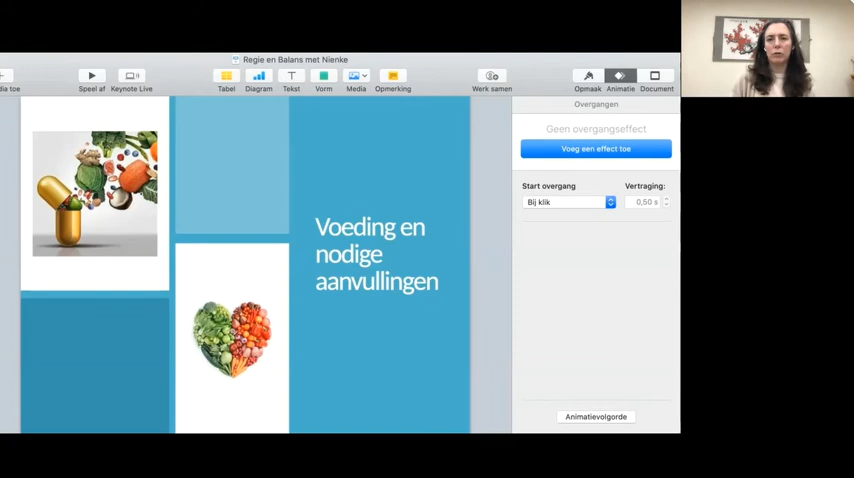 Regie en Balans met Nienke
dia toe
Speel af
Keynote Live
Tabel
Diagram
Tekst
Vorm
Media
Opmerking
Werk samen
Opmaak
Animatie
Document
Overgangen
Geen overgangseffect
Voeg een effect toe
Start overgang
Vertraging:
Bij klik
0,50 s
Voeding en
nodige
aanvullingen
Animatievolgorde